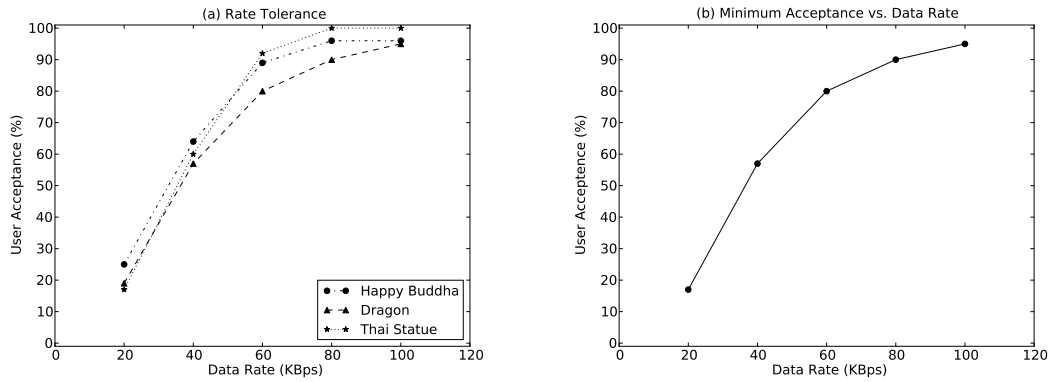 (a) Rate Tolerance
100
90
80
70
60
50
40
30
20
10
0
User Acceptance (%)
0 20 40 60 80 100 120
Data Rate (KBps)
Happy Buddha
Dragon
Thai Statue
(b) Minimum Acceptance vs. Data Rate
100
90
80
70
60
50
40
30
20
10
0
User Acceptence (%)
0 20 40 60 80 100 120
Data Rate (KBps)